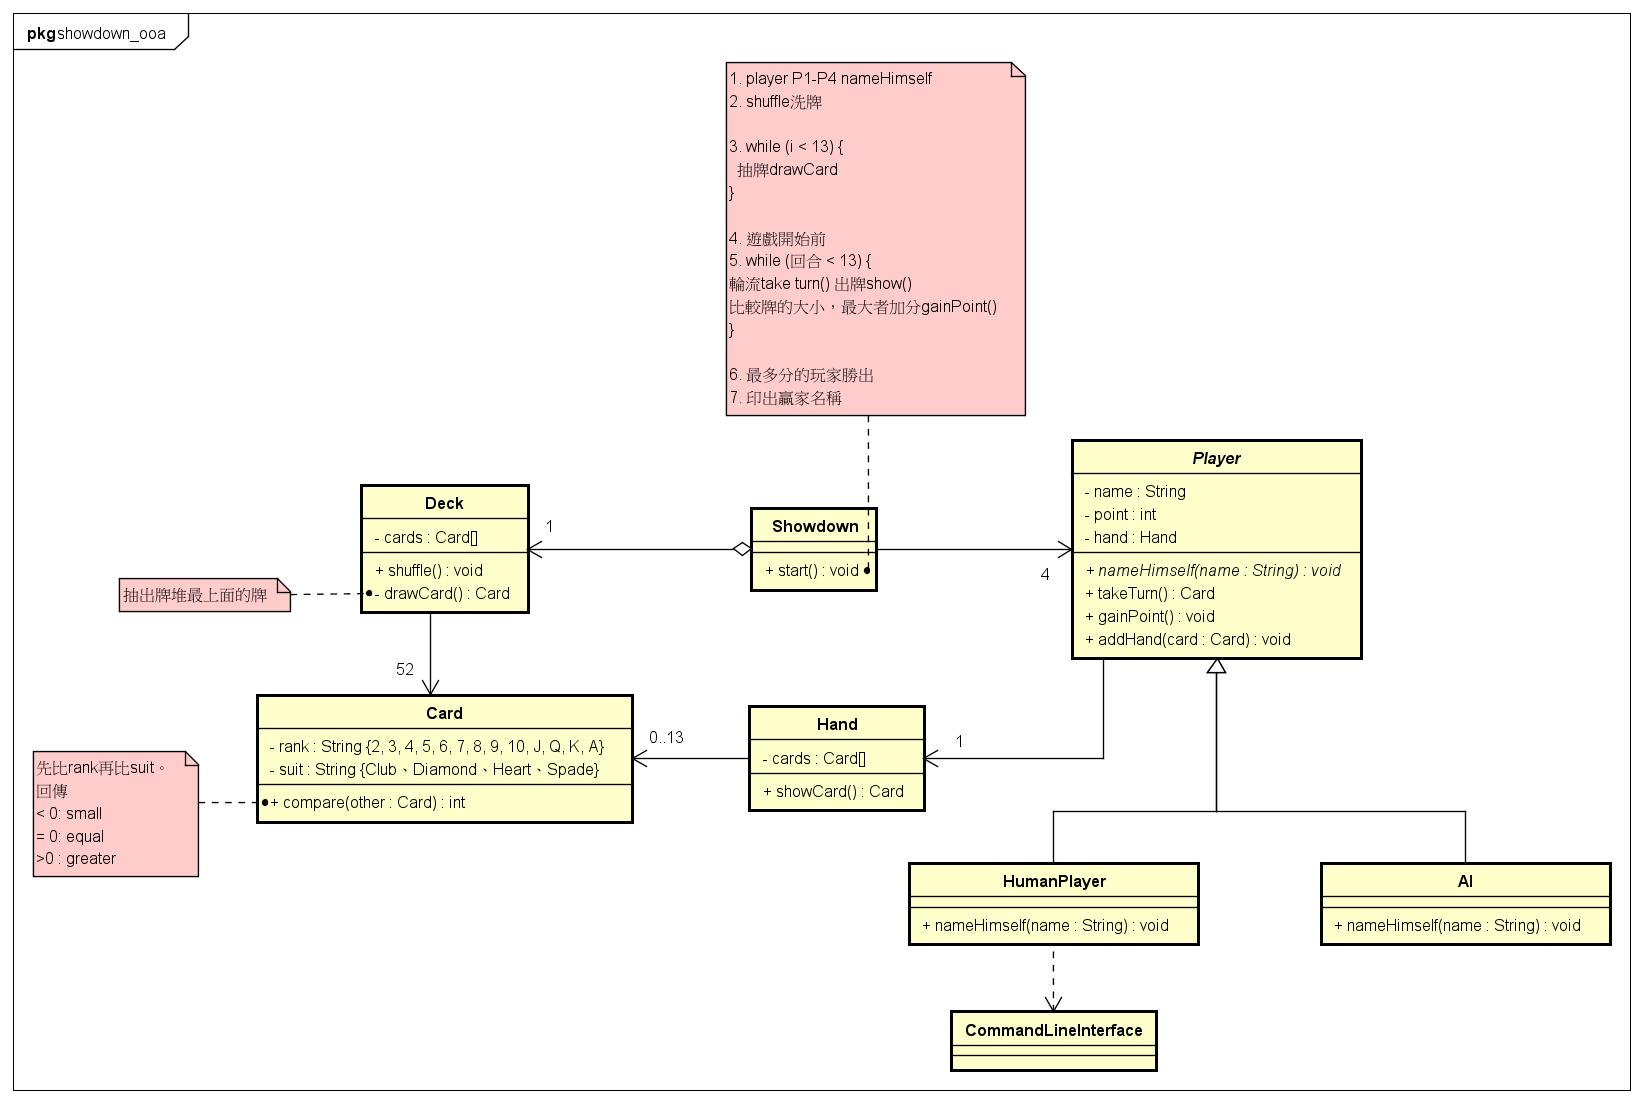 pkg showdown_ooa
1. player P1-P4 nameHimself
2. shuffle洗牌
3. while (i < 13) {
抽牌drawCard
}
4. 遊戲開始前
5. while (回合 < 13) {
輪流take turn() 出牌show()
比較牌的大小，最大者加分gainPoint()
}
6. 最多分的玩家勝出
7. 印出贏家名稱
Player
- name : String
- point : int
- hand : Hand
+ nameHimself(name : String) : void
+ takeTurn() : Card
+ gainPoint() : void
+ addHand(card : Card) : void
Deck
- cards : Card[]
+ shuffle() : void
- drawCard() : Card
1
Showdown
+ start() : void
4
抽出牌堆最上面的牌
52
Card
- rank : String {2, 3, 4, 5, 6, 7, 8, 9, 10, J, Q, K, A}
- suit : String {Club、Diamond、Heart、Spade}
+ compare(other : Card) : int
0..13
Hand
- cards : Card[]
+ showCard() : Card
1
先比rank再比suit。
回傳
< 0: small
= 0: equal
>0 : greater
HumanPlayer
+ nameHimself(name : String) : void
AI
+ nameHimself(name : String) : void
CommandLineInterface